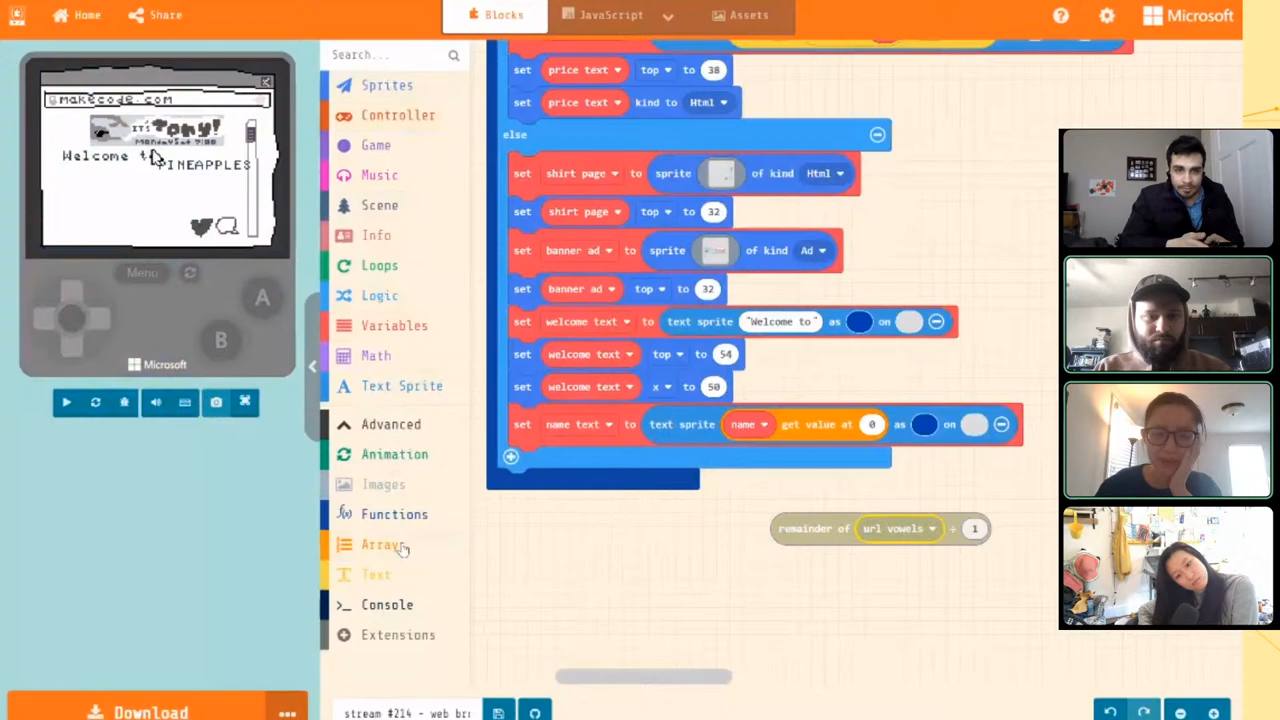 Home
Share
Blocks
JavaScript
Assets
Microsoft
makecode.com
IT'S Tony!
Welcome to
PINEAPPLES
Menu
A
B
Microsoft
Download
Search...
Sprites
Controller
Game
Music
Scene
Info
Loops
Logic
Variables
Math
Text Sprite
Advanced
Animation
Images
Functions
Arrays
Text
Console
Extensions
set price text top to 38
set price text kind to Html
else
set shirt page to sprite of kind Html
set shirt page top to 32
set banner ad to sprite of kind Ad
set banner ad top to 32
set welcome text to text sprite "Welcome to" as on
set welcome text top to 54
set welcome text x to 50
set name text to text sprite name get value at 0 as on
remainder of url vowels ÷ 1
stream #214 - web bro